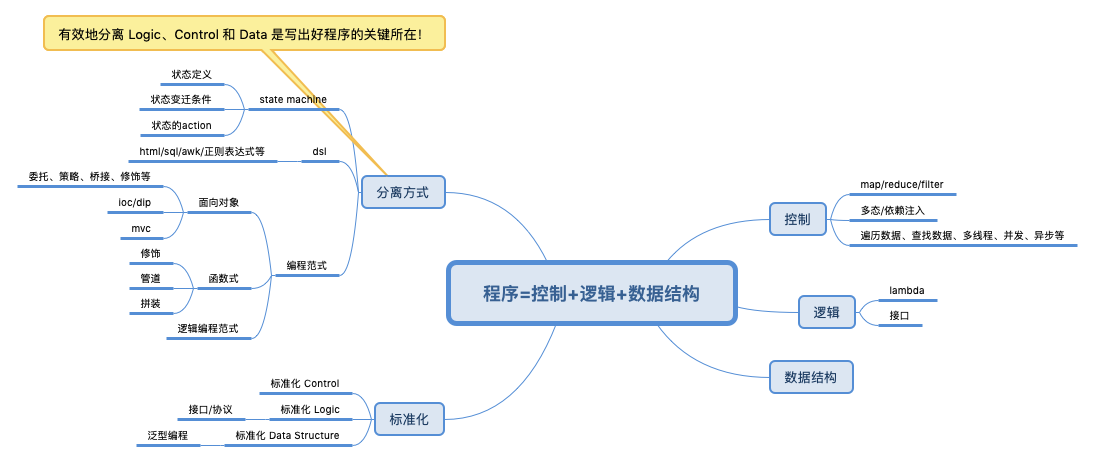 有效地分离 Logic、Control 和 Data 是写出好程序的关键所在！
状态定义
状态变迁条件
状态的action
state machine
html/sql/awk/正则表达式等
dsl
委托、策略、桥接、修饰等
ioc/dip
mvc
面向对象
修饰
管道
拼装
函数式
逻辑编程范式
编程范式
分离方式
程序=控制+逻辑+数据结构
控制
map/reduce/filter
多态/依赖注入
遍历数据、查找数据、多线程、并发、异步等
逻辑
lambda
接口
数据结构
标准化 Control
接口/协议
标准化 Logic
泛型编程
标准化 Data Structure
标准化